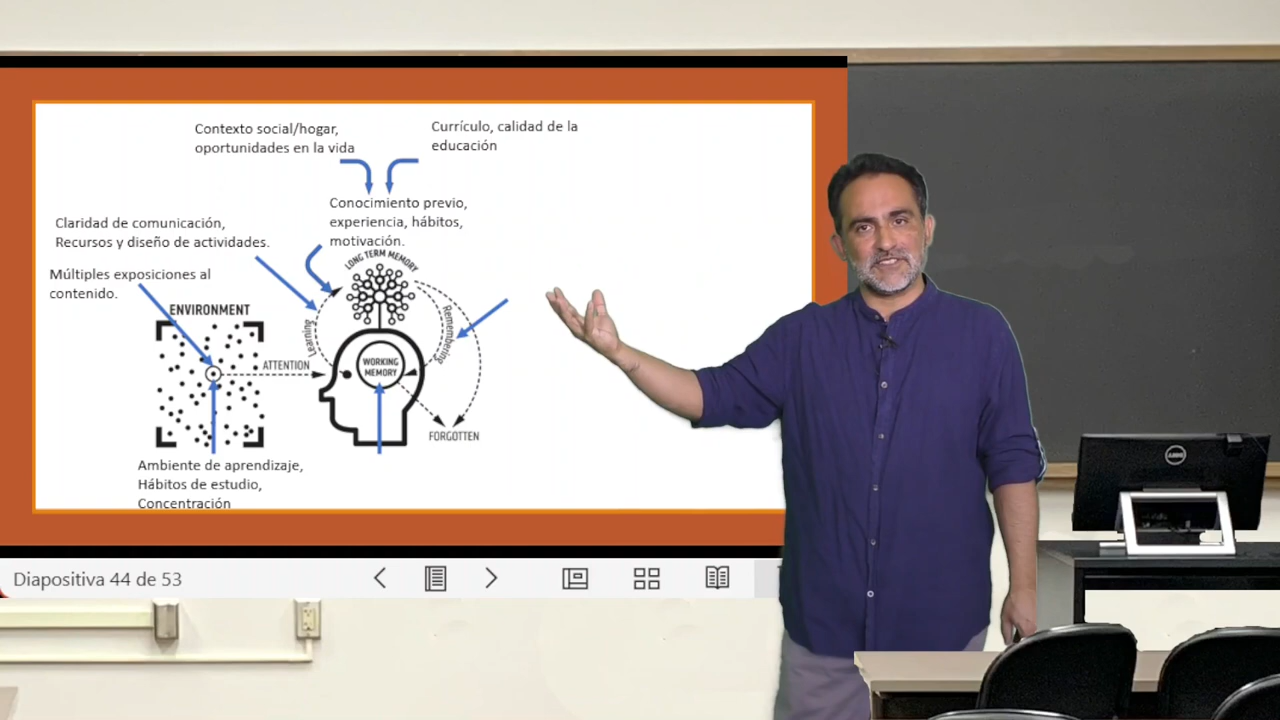 Contexto social/hogar,
oportunidades en la vida
Currículo, calidad de la
educación
Conocimiento previo,
experiencia, hábitos,
motivación.
Claridad de comunicación,
Recursos y diseño de actividades.
Múltiples exposiciones al
contenido.
ENVIRONMENT
LONG TERM MEMORY
Learning
Remembering
ATTENTION
WORKING
MEMORY
FORGOTTEN
Ambiente de aprendizaje,
Hábitos de estudio,
Concentración
Diapositiva 44 de 53
DELL